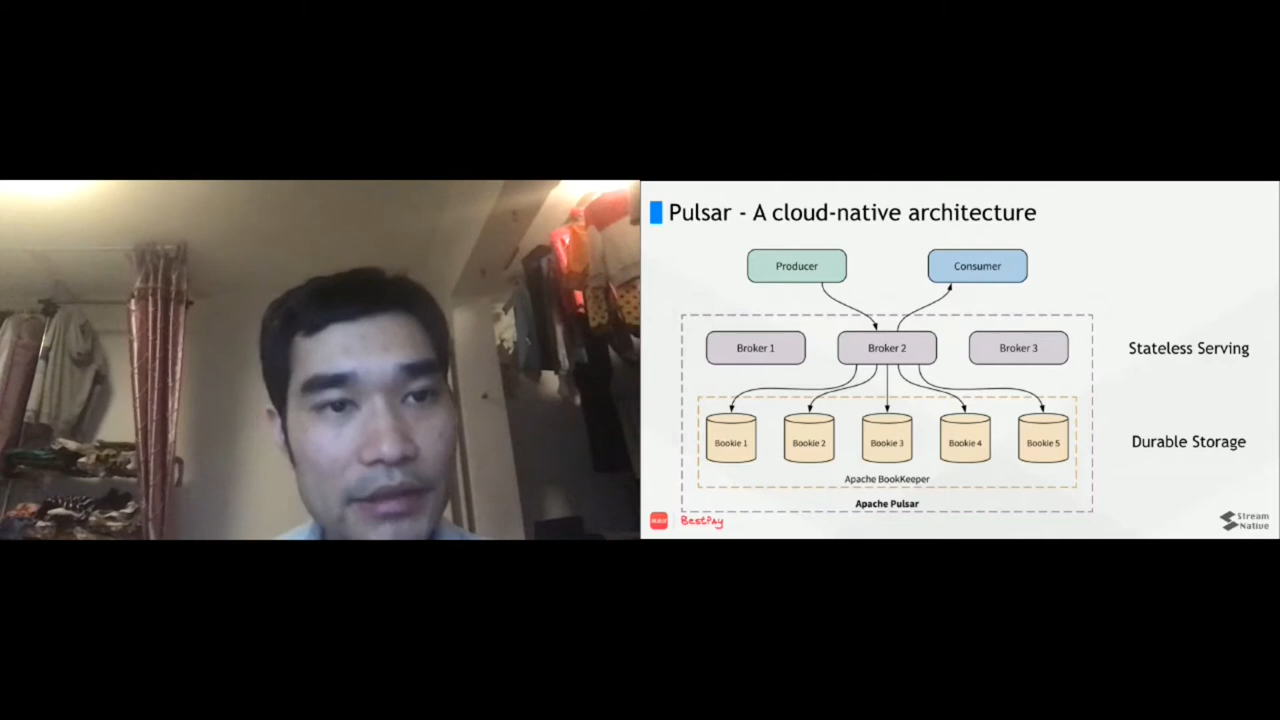 Pulsar - A cloud-native architecture
Producer
Consumer
Broker 1
Broker 2
Broker 3
Stateless Serving
Bookie 1
Bookie 2
Bookie 3
Bookie 4
Bookie 5
Durable Storage
Apache BookKeeper
Apache Pulsar
BestPay
Stream
Native